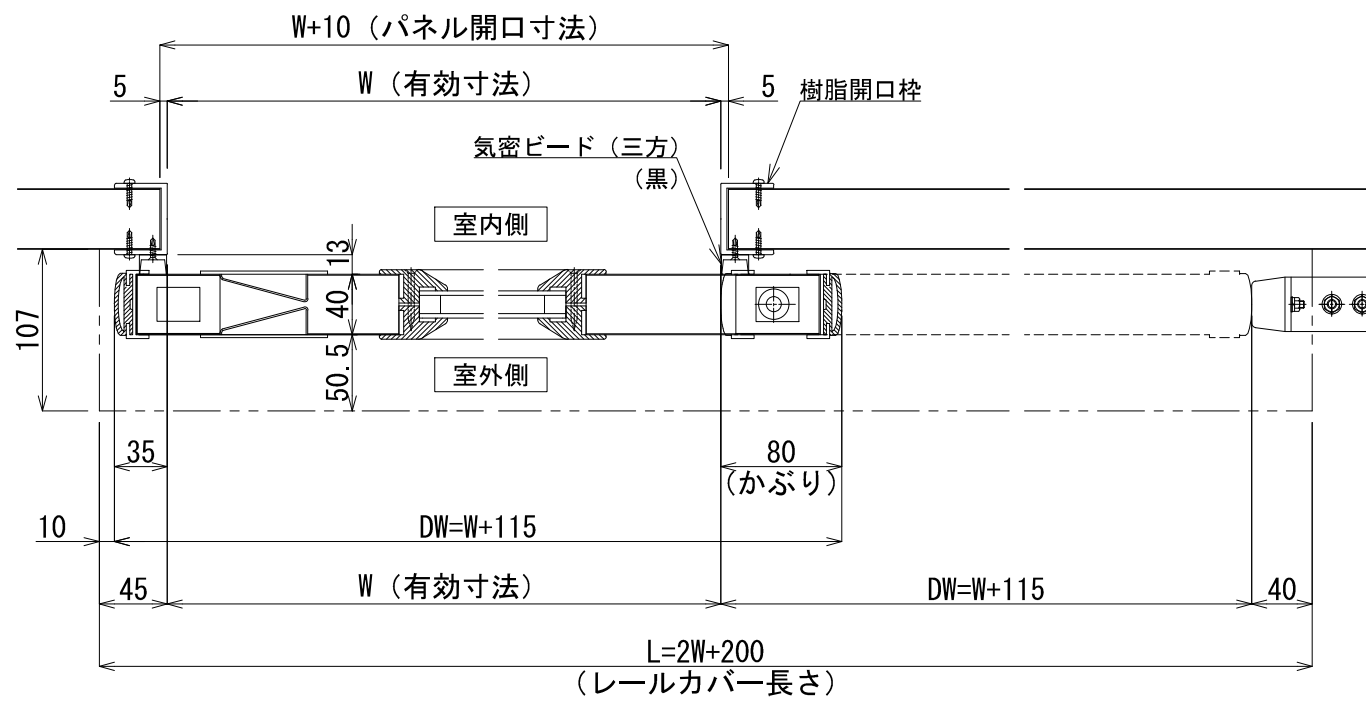 W+10 (パネル開口寸法)
5
W (有効寸法)
5
樹脂開口枠
気密ビード (三方)
(黒)
室内側
13
40
107
50.5
室外側
35
80
(かぶり)
10
DW=W+115
45
W (有効寸法)
DW=W+115
40
L=2W+200
(レールカバー長さ)